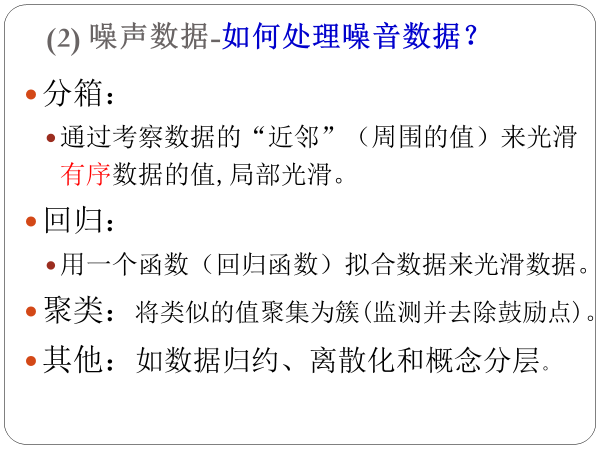 (2) 噪声数据-如何处理噪音数据？
•分箱：
•通过考察数据的“近邻”（周围的值）来光滑
有序数据的值,局部光滑。
•回归：
•用一个函数（回归函数）拟合数据来光滑数据。
•聚类：将类似的值聚集为簇(监测并去除鼓励点)。
•其他：如数据归约、离散化和概念分层。